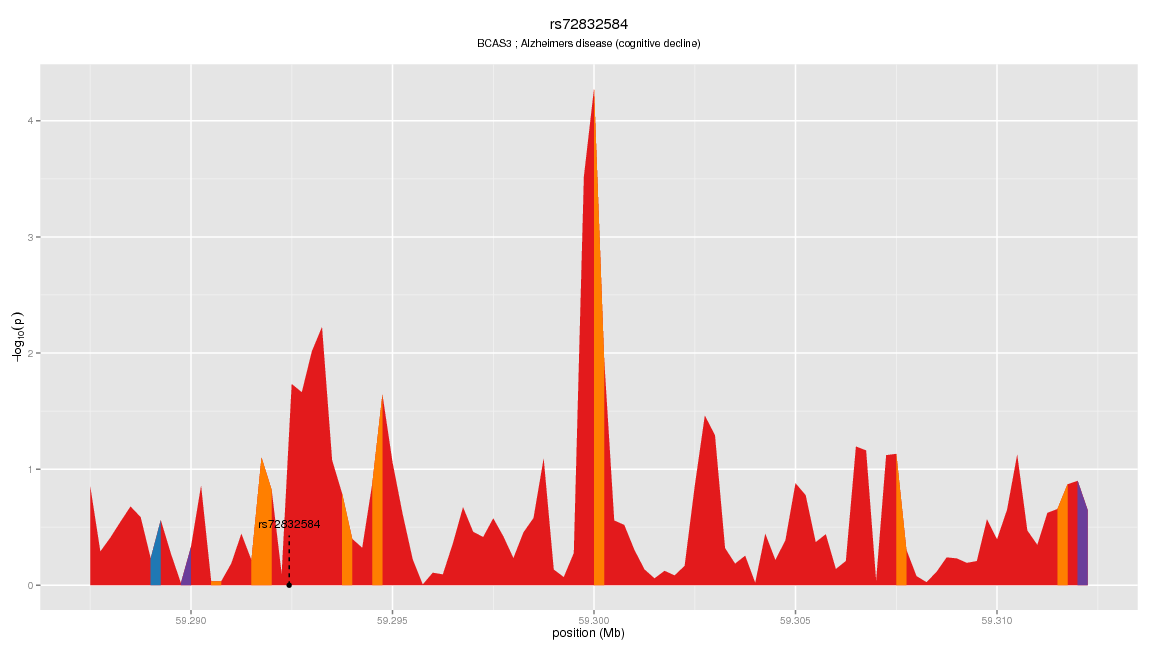 rs72832584
BCAS3 ; Alzheimers disease (cognitive decline)
−log10(p)
4
3
2
1
0
rs72832584
59.290
59.295
59.300
59.305
59.310
position (Mb)